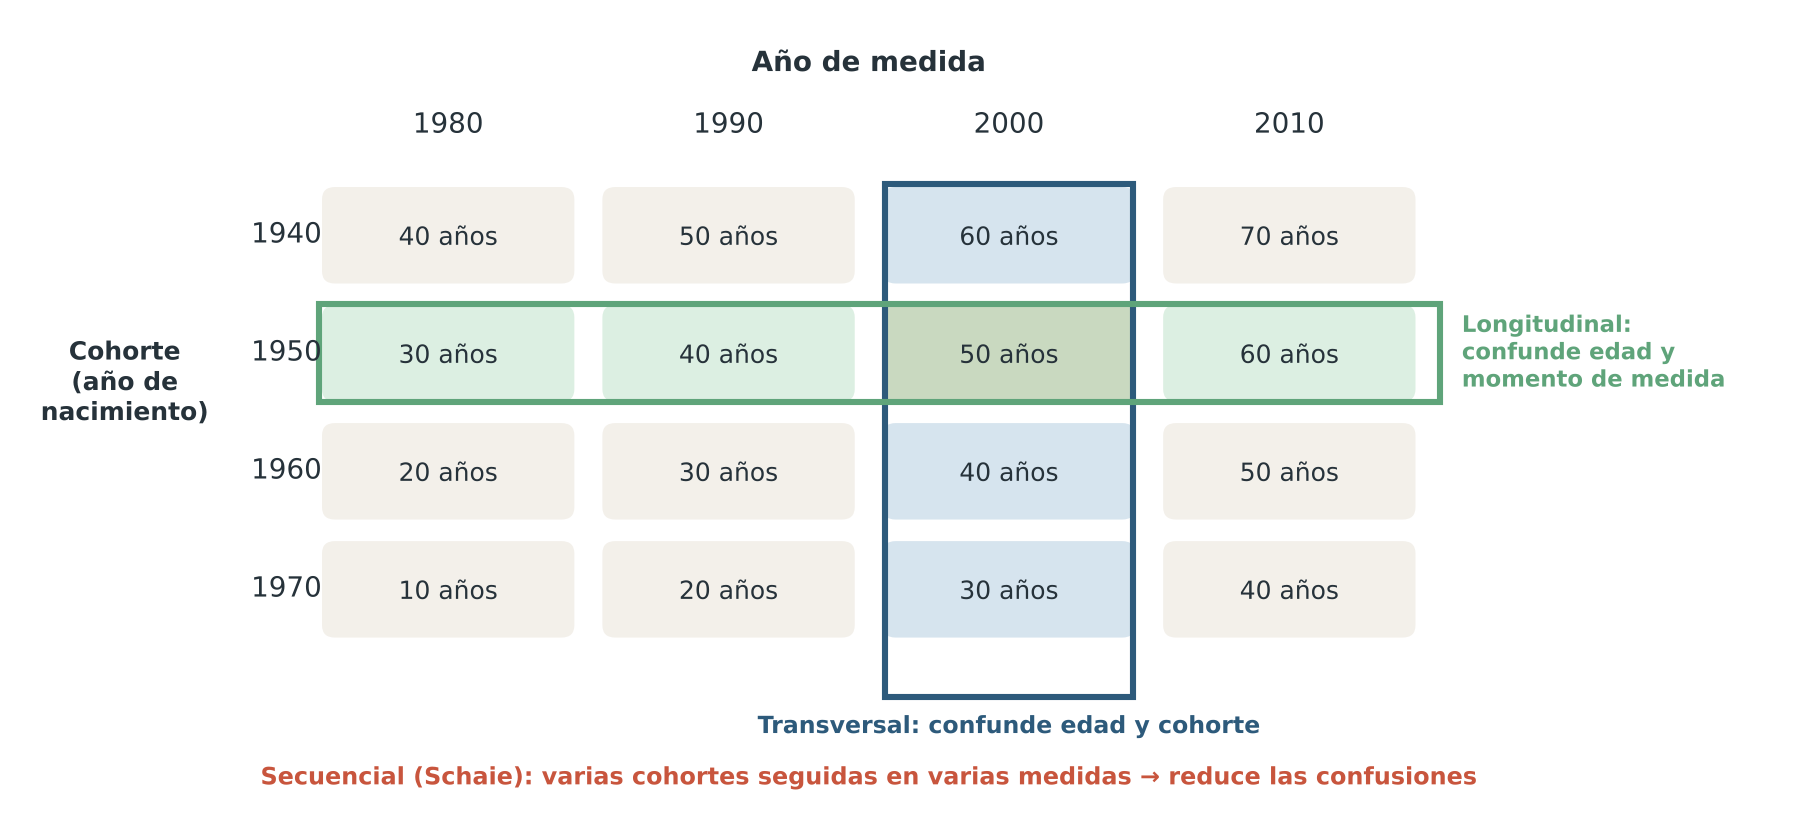 Año de medida
1980 1990 2000 2010
1940 40 años 50 años 60 años 70 años
Cohorte
(año de
nacimiento)
1950 30 años 40 años 50 años 60 años
Longitudinal:
confunde edad y
momento de medida
1960 20 años 30 años 40 años 50 años
1970 10 años 20 años 30 años 40 años
Transversal: confunde edad y cohorte
Secuencial (Schaie): varias cohortes seguidas en varias medidas → reduce las confusiones